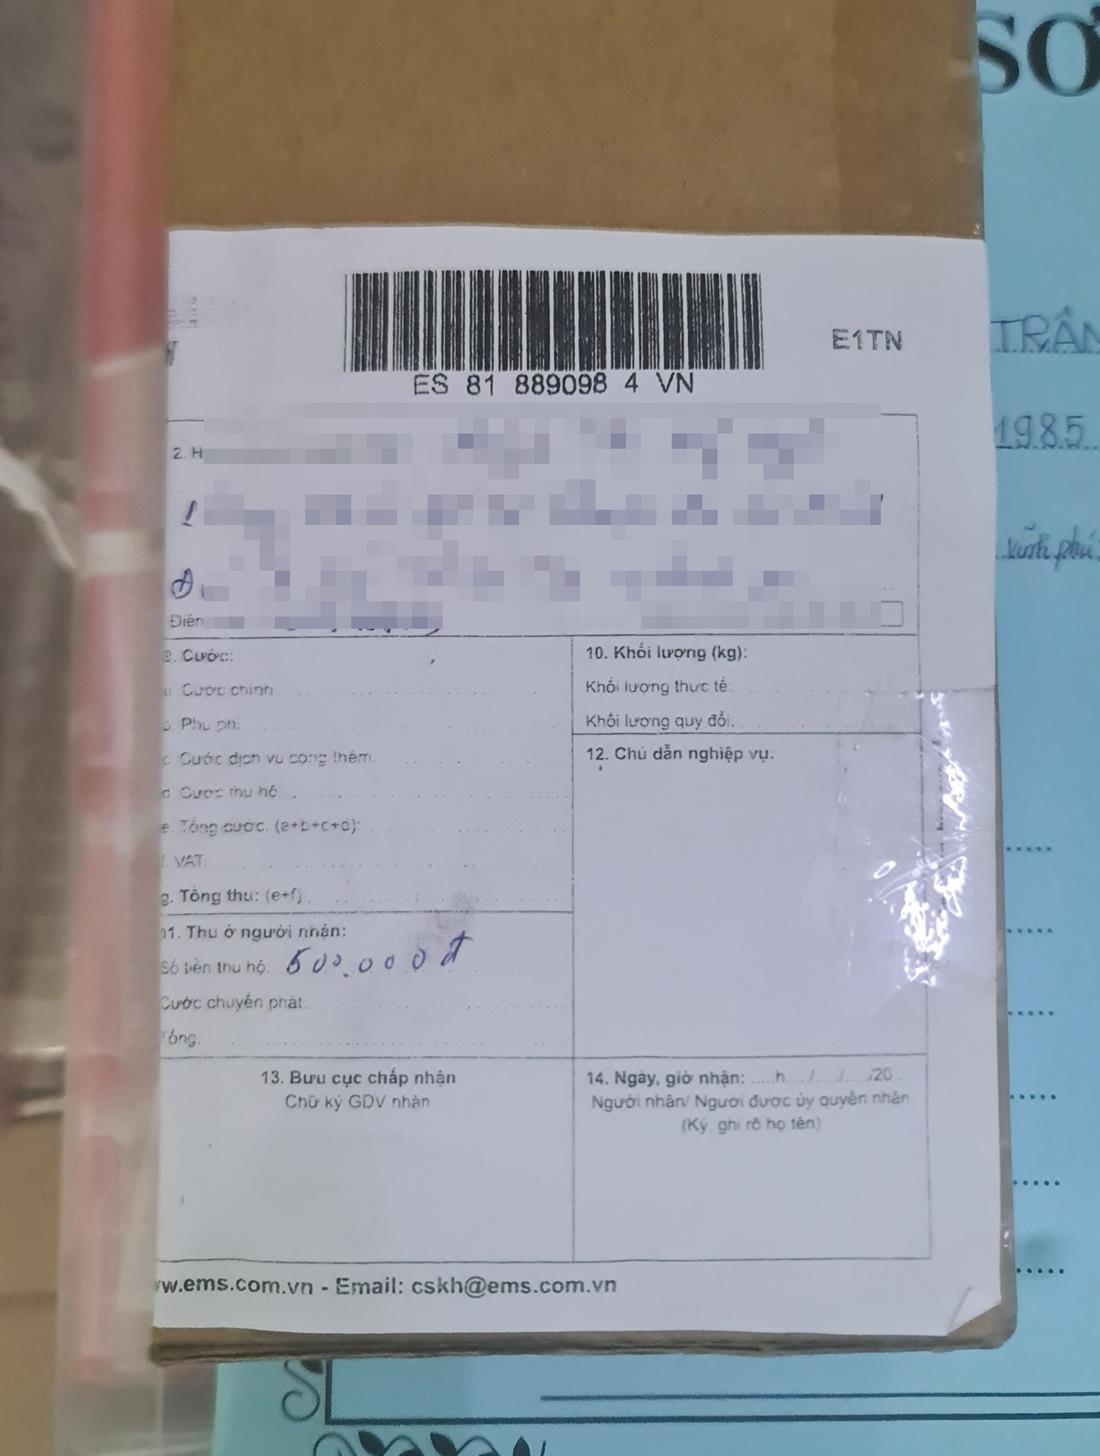 SƠ
E1TN
ES 81 889098 4 VN
TRẦN
1985
2. H
Vĩnh phú
Điện
9. Cước:
a. Cước chính
b. Phụ phí
c. Cước dịch vụ cộng thêm
d. Cước thu hộ
e. Tổng cước: (a+b+c+d):
f. VAT:
g. Tổng thu: (e+f)
10. Khối lượng (kg):
Khối lượng thực tế:
Khối lượng quy đổi:
12. Chú dẫn nghiệp vụ:
11. Thu ở người nhận:
Số tiền thu hộ: 500.000đ
Cước chuyển phát:
Tổng:
13. Bưu cục chấp nhận
Chữ ký GDV nhận
14. Ngày, giờ nhận: .....h...../...../20...
Người nhận/ Người được ủy quyền nhận
(Ký, ghi rõ họ tên)
w.ems.com.vn - Email: cskh@ems.com.vn